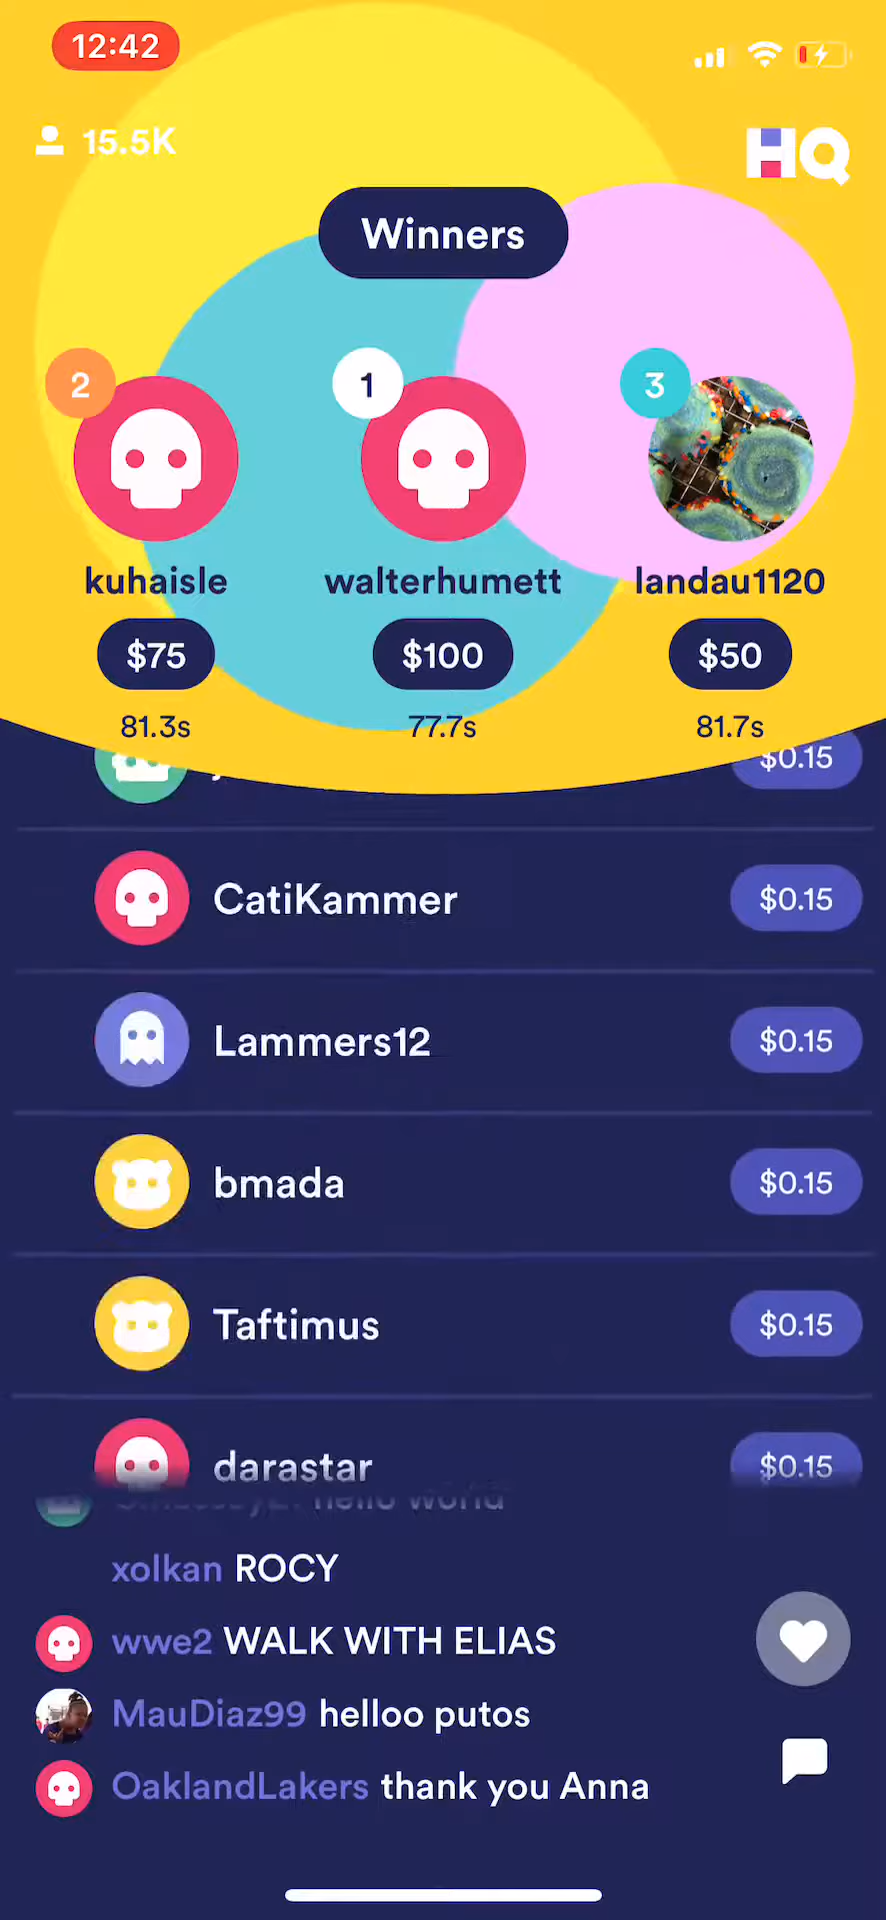 12:42
15.5K
HQ
Winners
2
1
3
kuhaisle
walterhumett
landau1120
$75
$100
$50
81.3s
77.7s
81.7s
$0.15
CatiKammer
$0.15
Lammers12
$0.15
bmada
$0.15
Taftimus
$0.15
darastar
$0.15
hello world
xolkan ROCY
wwe2 WALK WITH ELIAS
MauDiaz99 helloo putos
OaklandLakers thank you Anna